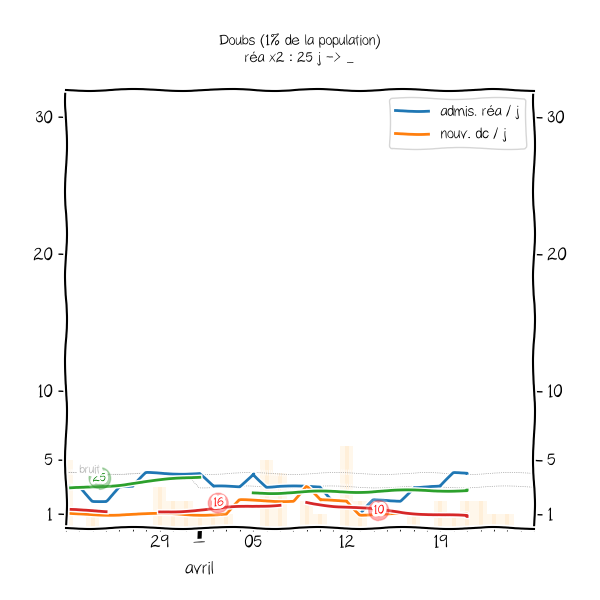 Doubs (1% de la population)
réa x2 : 25 j -> _
admis. réa / j
nouv. dc / j
30
30
20
20
10
10
5
5
bruit
25
16
10
1
1
29
05
12
19
avril